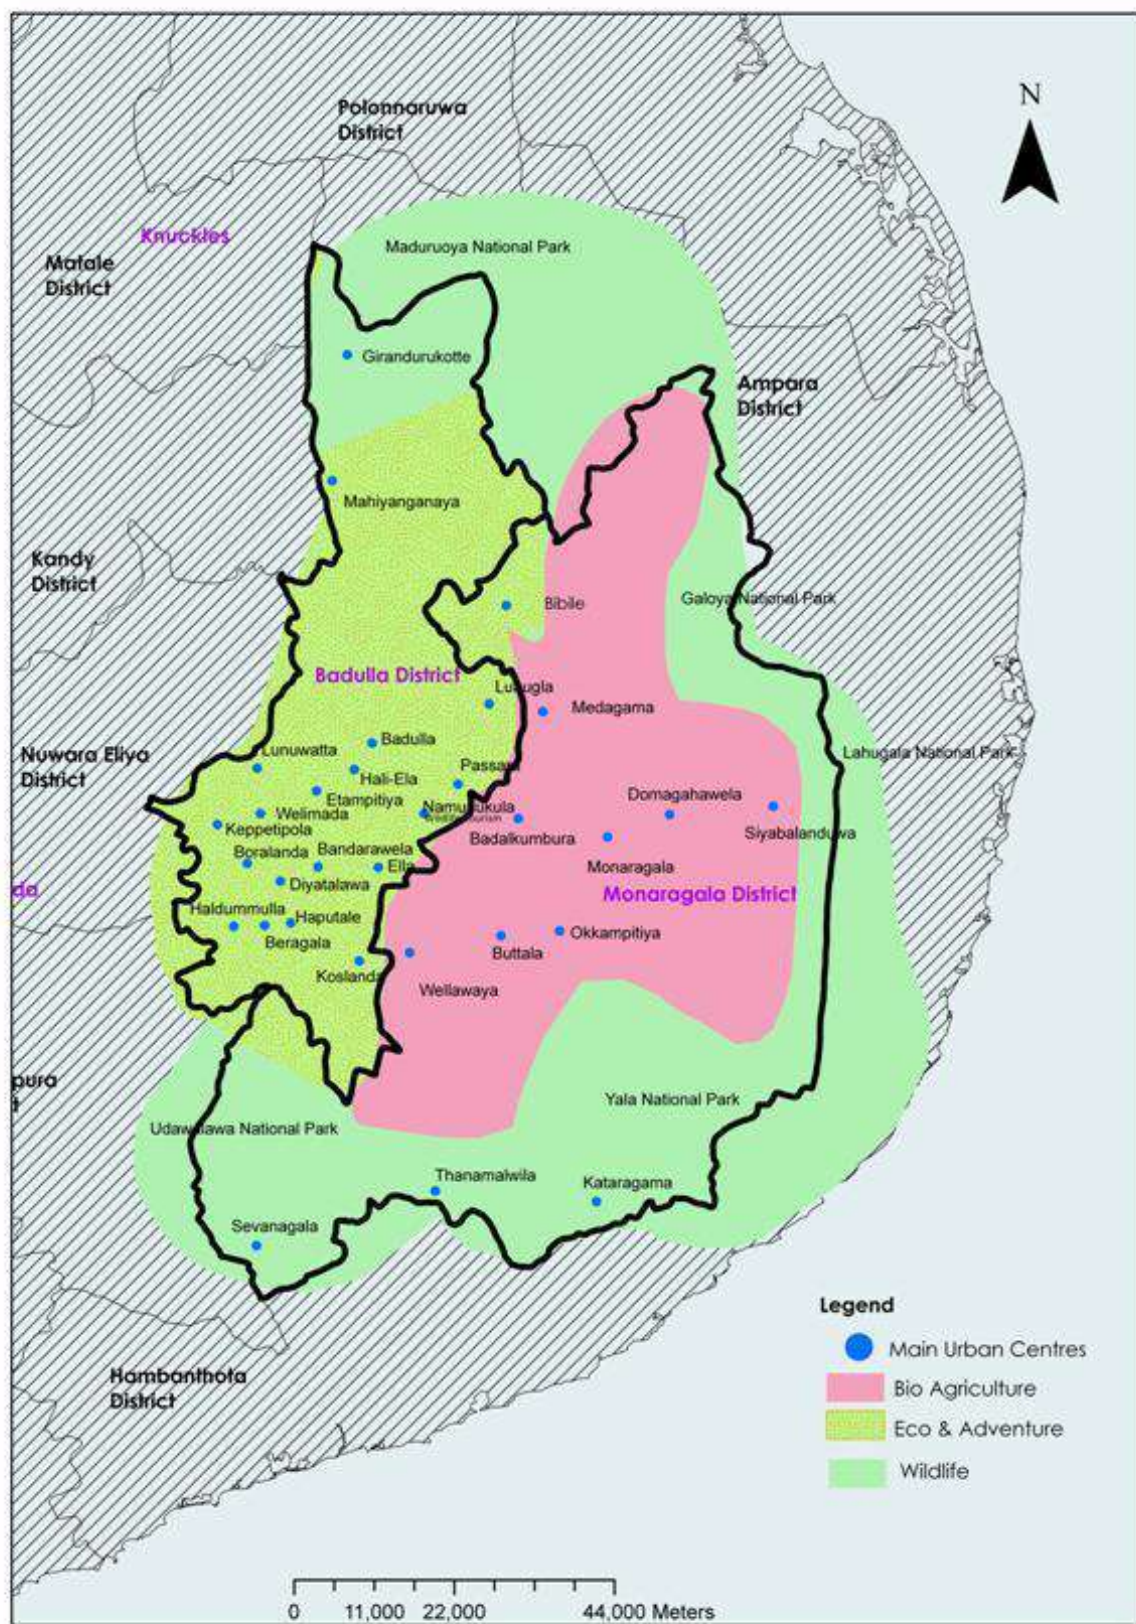 N
Polonnaruwa
District
Knuckles
Matale
District
Maduruoya National Park
Girandurukotte
Ampara
District
Mahiyanganaya
Kandy
District
Galoya National Park
Bibile
Badulla District
Lunugla
Medagama
Nuwara Eliya
District
Lunuwatta
Badulla
Lahugala National Park
Hali-Ela
Passara
Etampitiya
Domagahawela
Welimada
Namunukula
Keppetipola
Badalkumbura
Siyabalanduwa
Boralanda
Bandarawela
Ella
Monaragala
Diyatalawa
da
Monaragala District
Haldummulla
Haputale
Beragala
Okkampitiya
Buttala
Koslanda
Wellawaya
pura
Yala National Park
Udawalawa National Park
Thanamalwila
Kataragama
Sevanagala
Hambanthota
District
Legend
Main Urban Centres
Bio Agriculture
Eco & Adventure
Wildlife
0 11,000 22,000 44,000 Meters